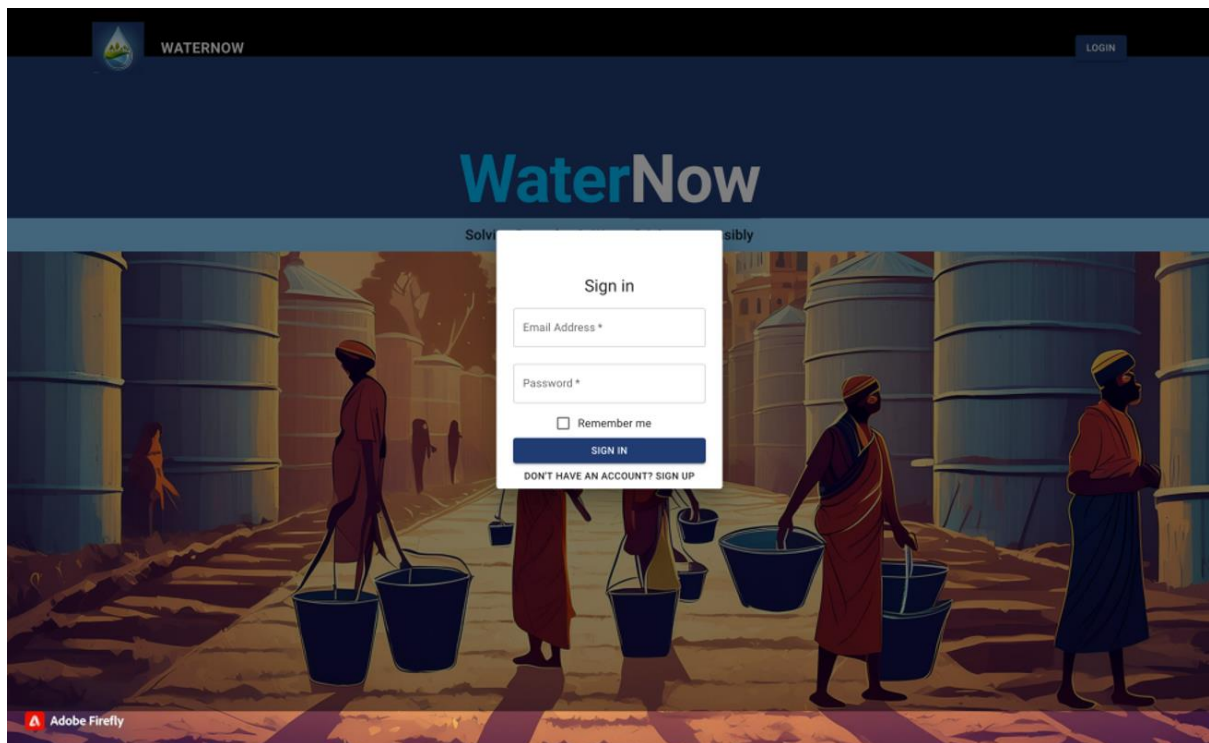 WATERNOW
LOGIN
WaterNow
sibly
Sign in
Email Address *
Password *
Remember me
SIGN IN
DON'T HAVE AN ACCOUNT? SIGN UP
Adobe Firefly